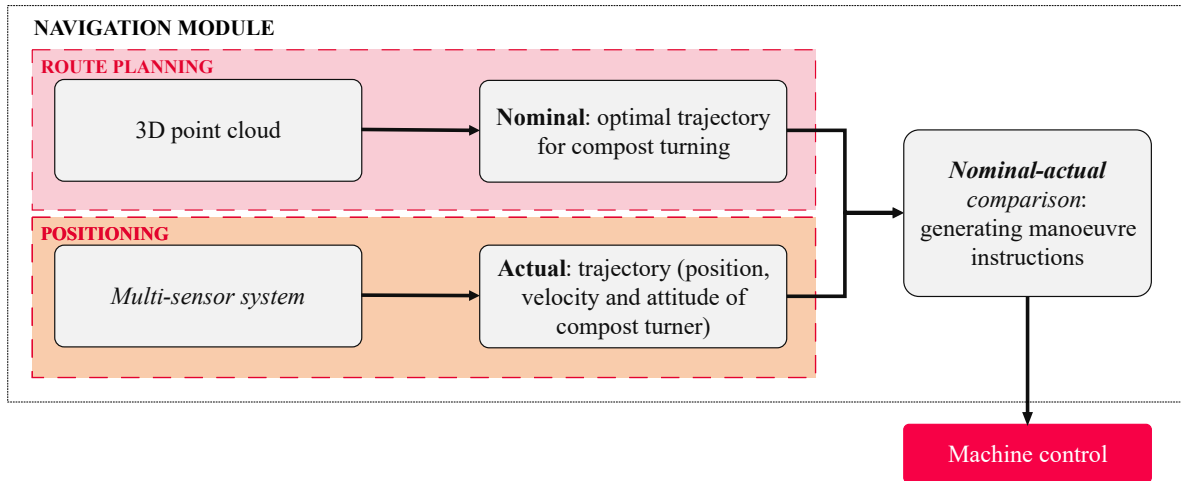 NAVIGATION MODULE
ROUTE PLANNING
3D point cloud
Nominal: optimal trajectory
for compost turning
POSITIONING
Multi-sensor system
Actual: trajectory (position,
velocity and attitude of
compost turner)
Nominal-actual
comparison:
generating manoeuvre
instructions
Machine control